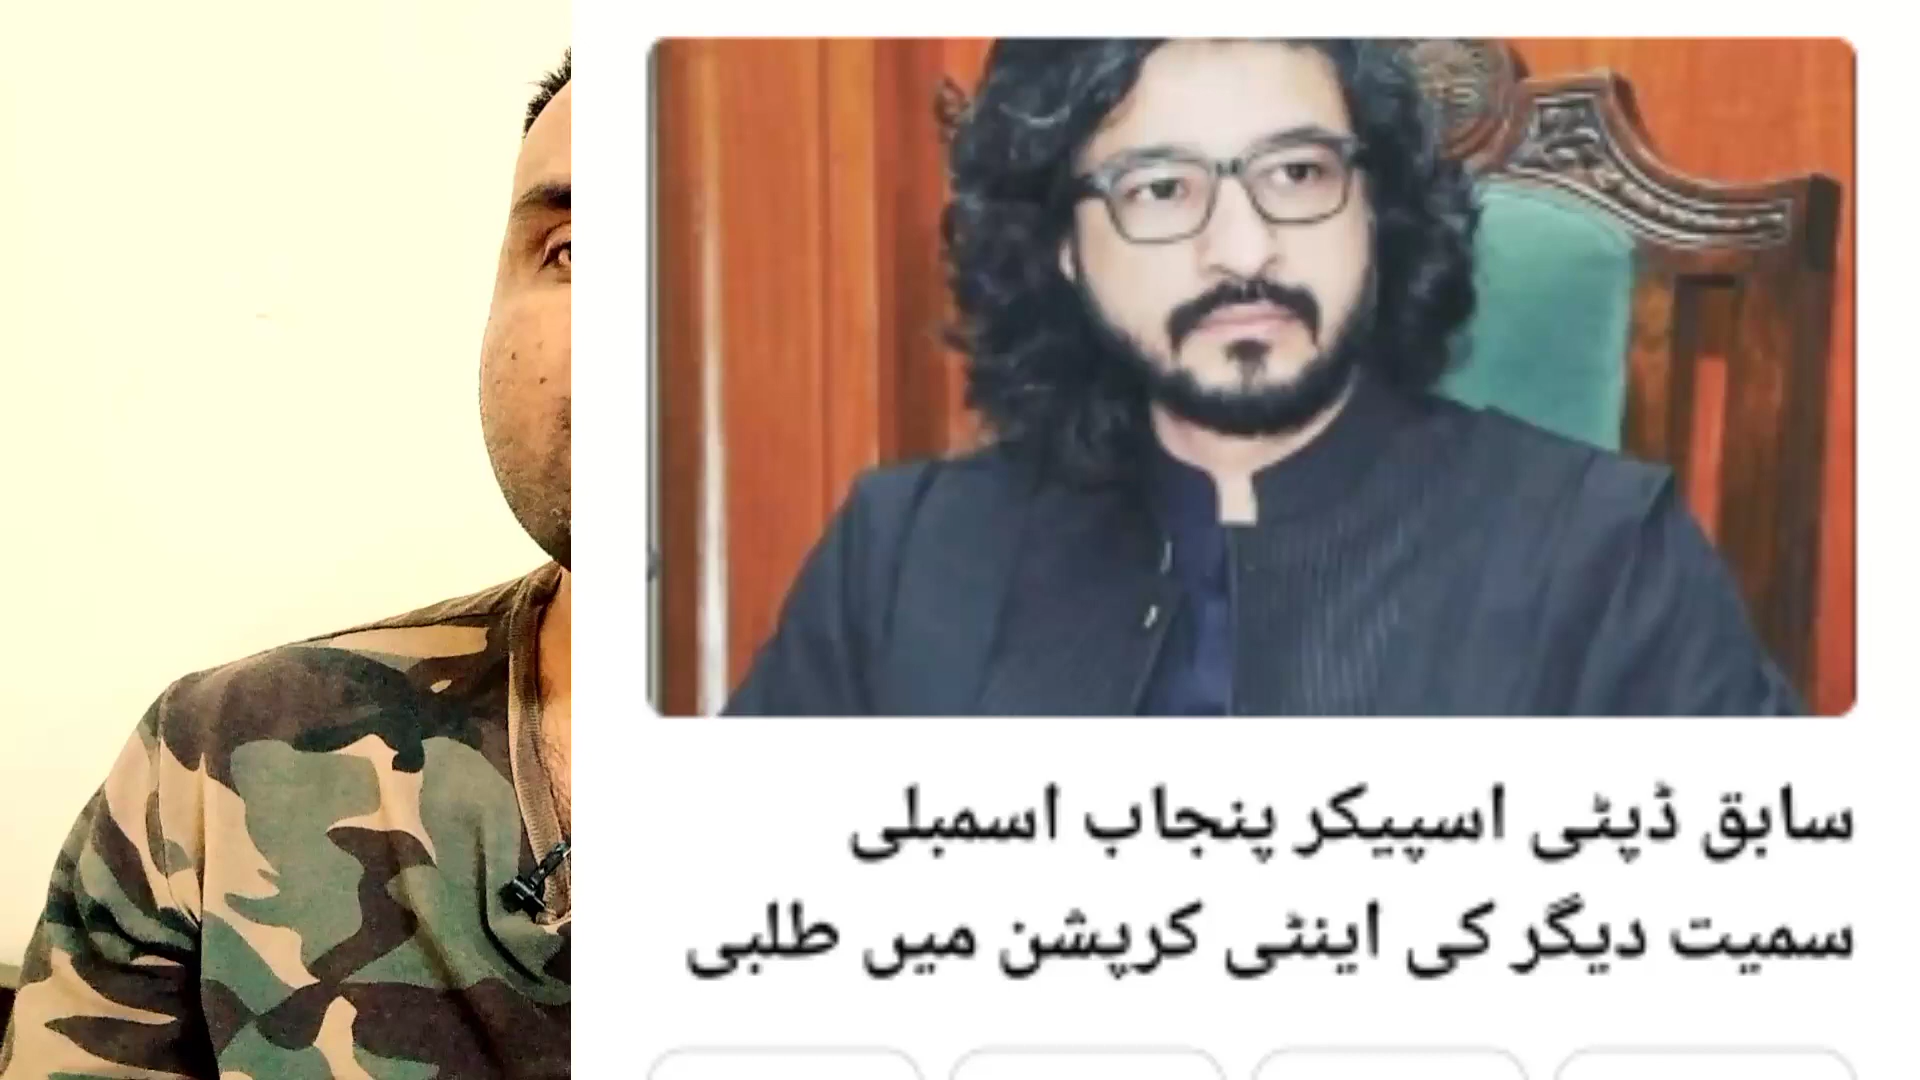 سابق ڈپٹی اسپیکر پنجاب اسمبلی
سمیت دیگر کی اینٹی کرپشن میں طلبی